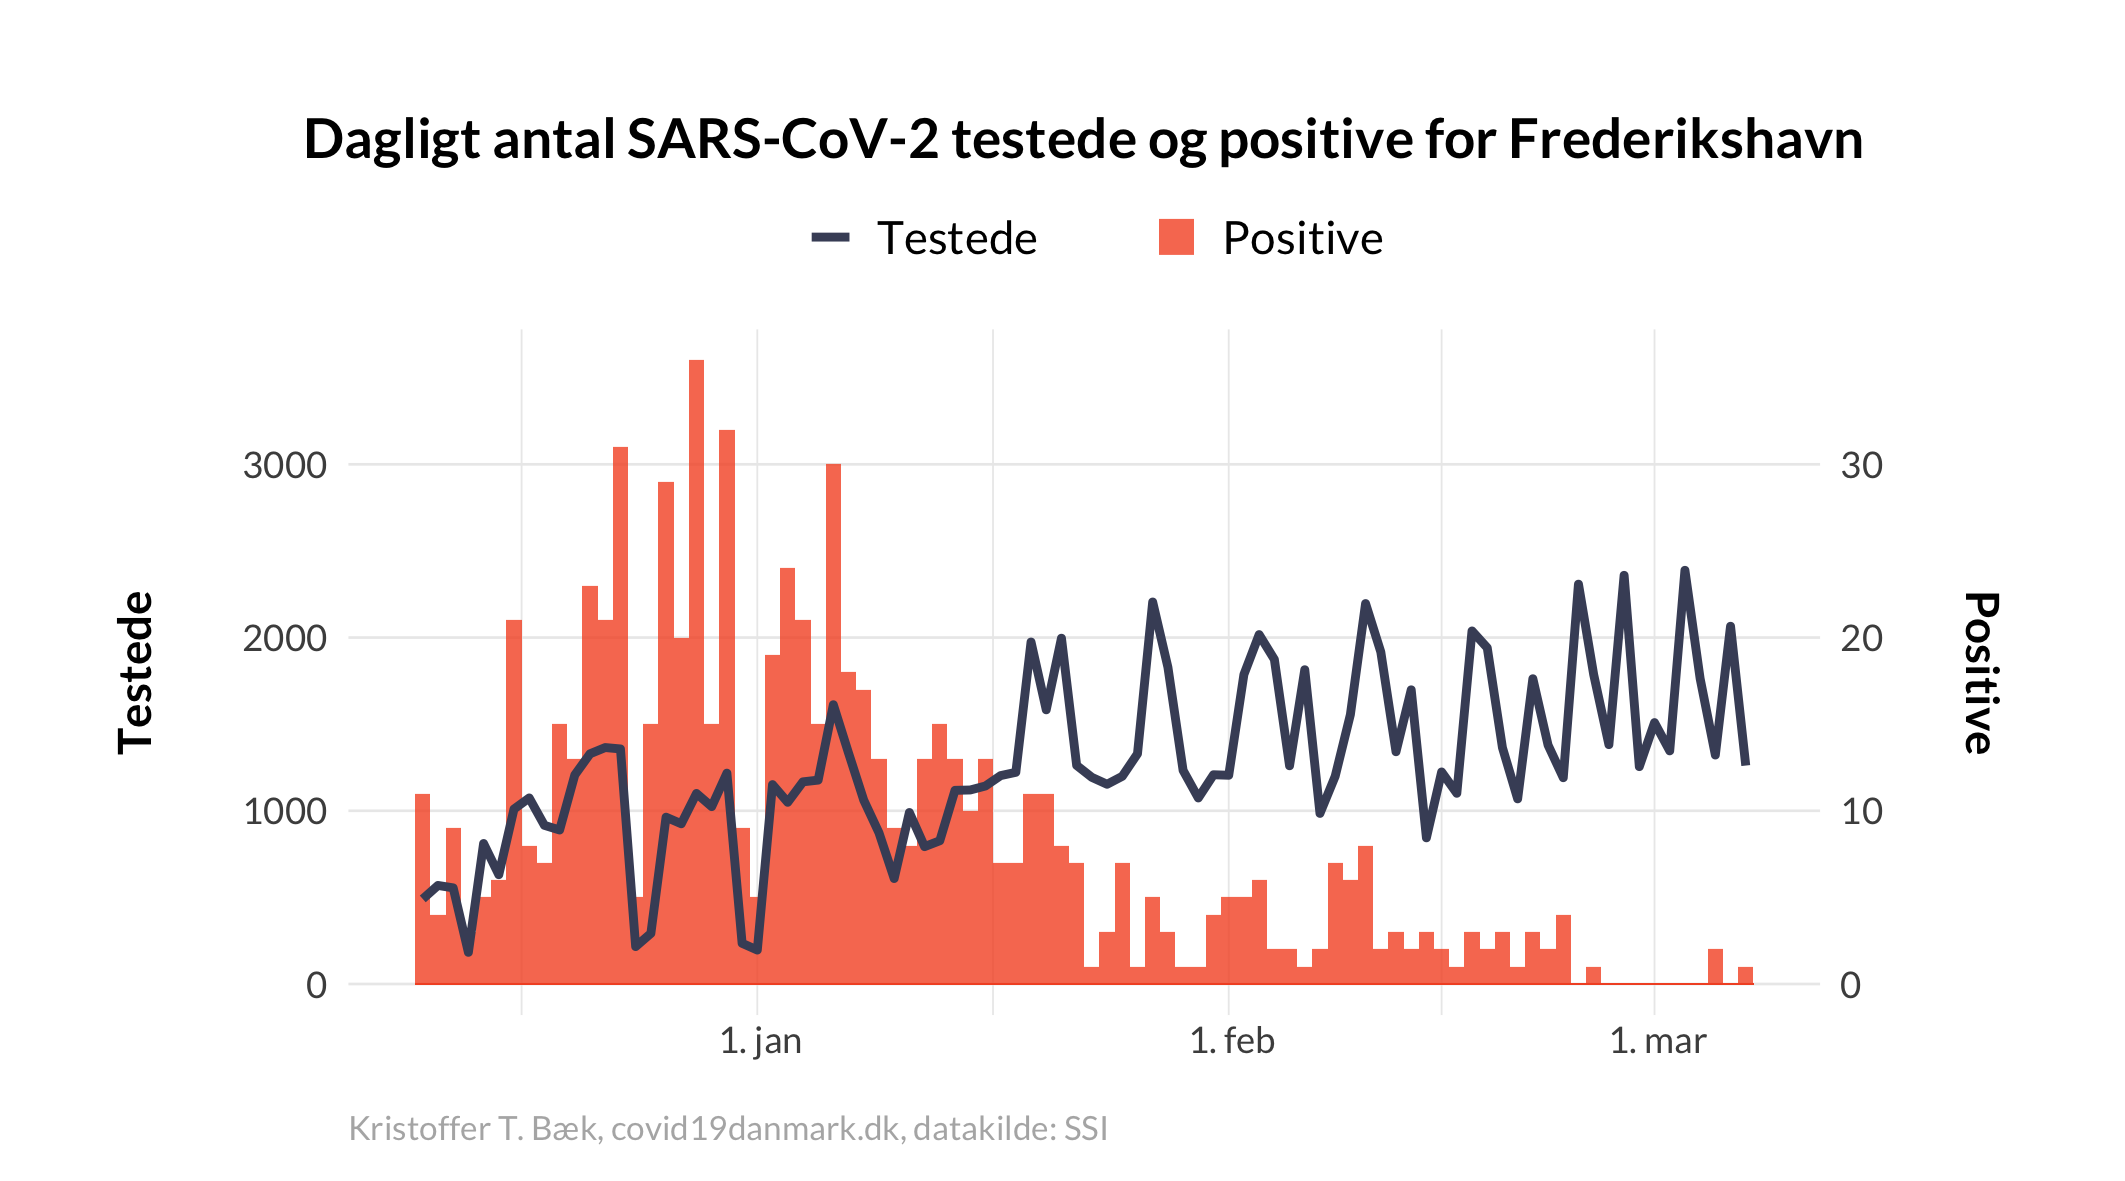 Dagligt antal SARS-CoV-2 testede og positive for Frederikshavn
Testede
Positive
Testede
3000
2000
1000
0
30
20
10
0
Positive
1. jan
1. feb
1. mar
Kristoffer T. Bæk, covid19danmark.dk, datakilde: SSI